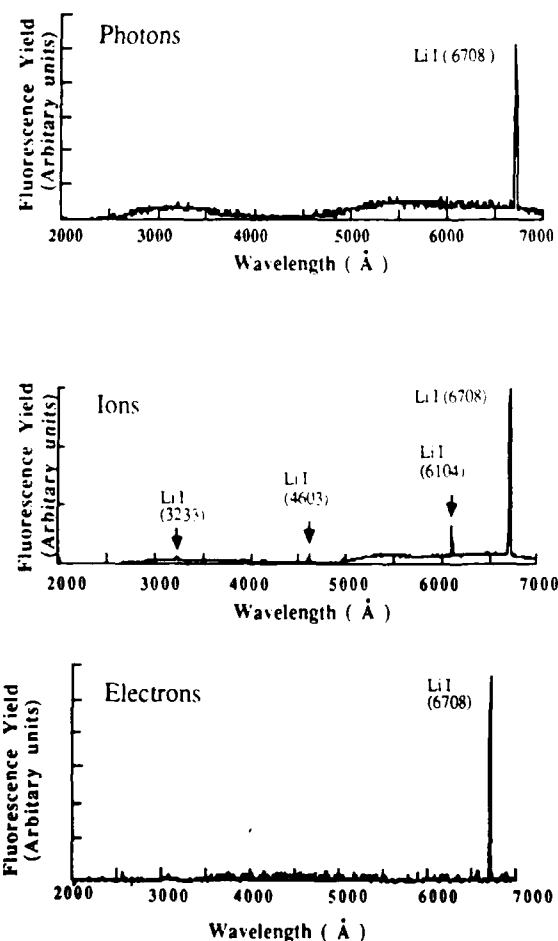 Photons
Li I (6708)
Fluorescence Yield
(Arbitary units)
2000 3000 4000 5000 6000 7000
Wavelength ( Å )
Ions
Li I (6708)
Li I
(6104)
Li I
(4603)
Li I
(3233)
Fluorescence Yield
(Arbitary units)
2000 3000 4000 5000 6000 7000
Wavelength ( Å )
Electrons
Li I
(6708)
Fluorescence Yield
(Arbitary units)
2000 3000 4000 5000 6000 7000
Wavelength ( Å )